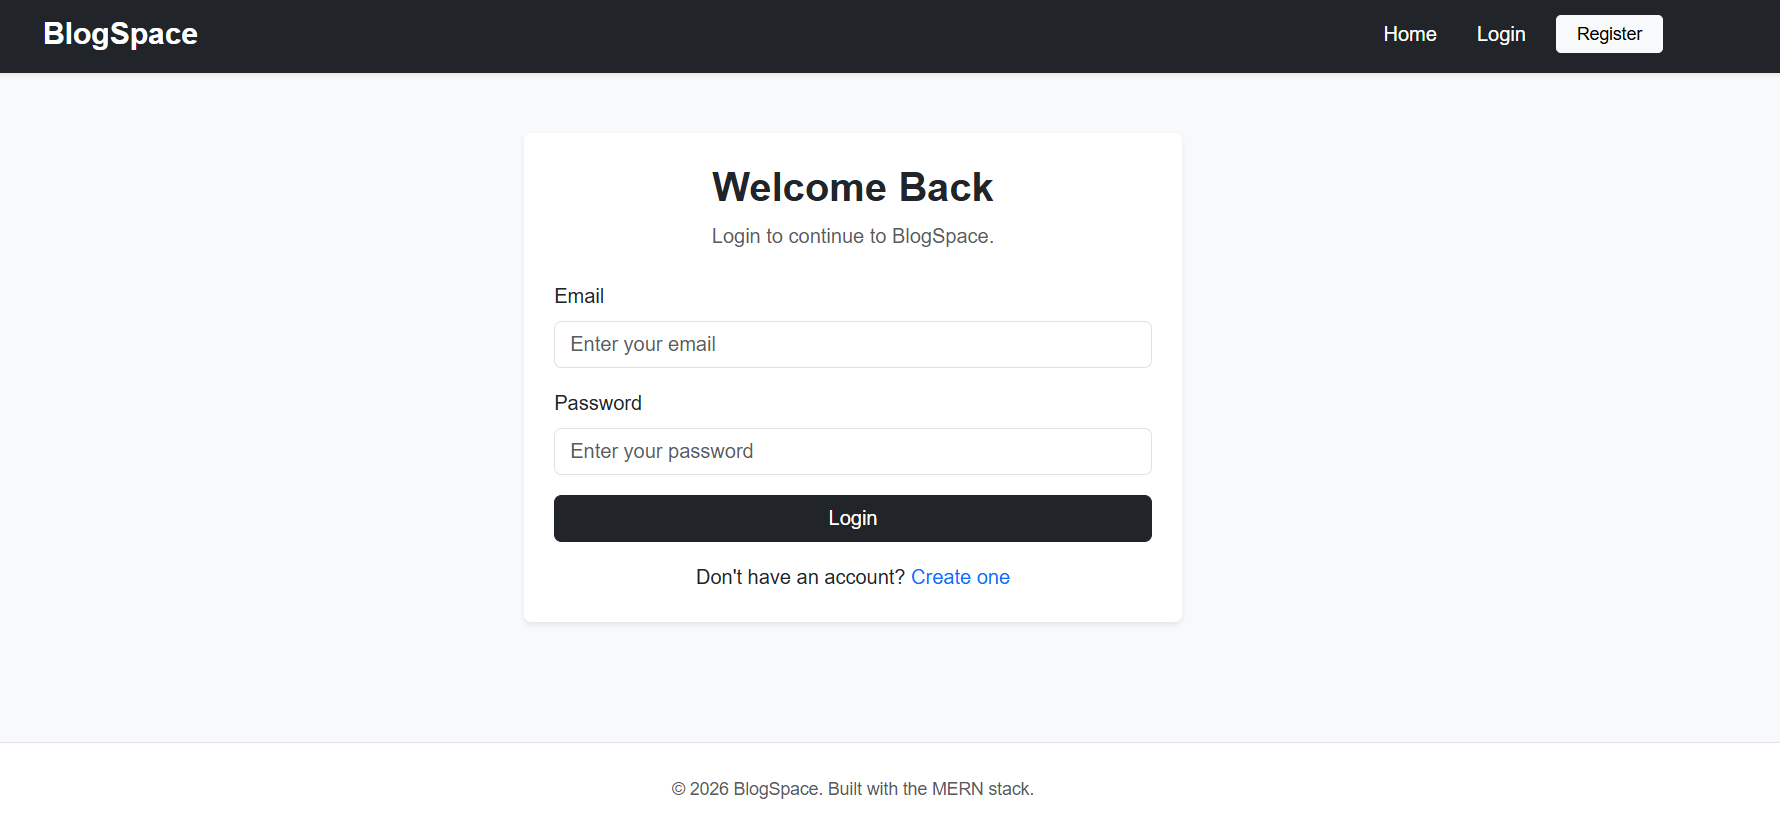 BlogSpace
Home Login Register
Welcome Back
Login to continue to BlogSpace.
Email
Enter your email
Password
Enter your password
Login
Don't have an account? Create one
© 2026 BlogSpace. Built with the MERN stack.